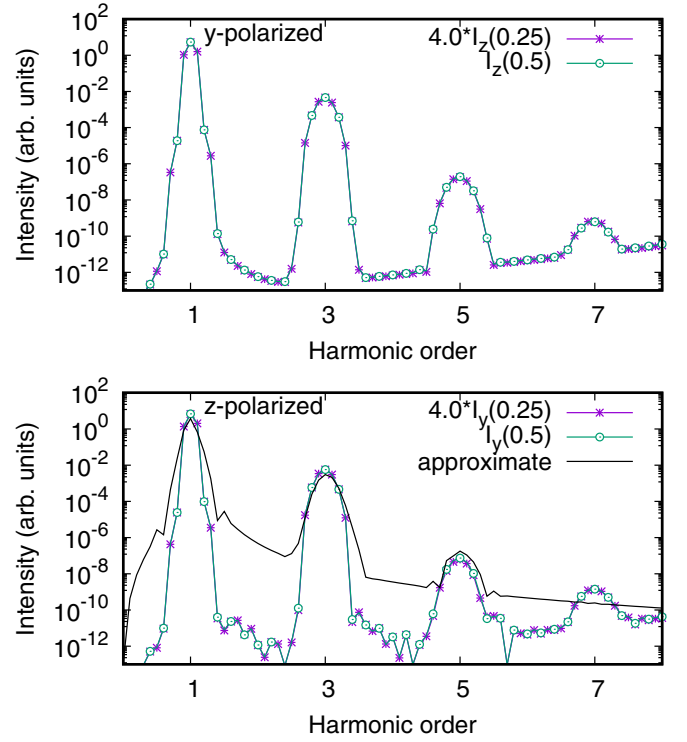 y-polarized
4.0*I_z(0.25)
I_z(0.5)
Intensity (arb. units)
10^2
10^0
10^-2
10^-4
10^-6
10^-8
10^-10
10^-12
1 3 5 7
Harmonic order
z-polarized
4.0*I_y(0.25)
I_y(0.5)
approximate
Intensity (arb. units)
10^2
10^0
10^-2
10^-4
10^-6
10^-8
10^-10
10^-12
1 3 5 7
Harmonic order